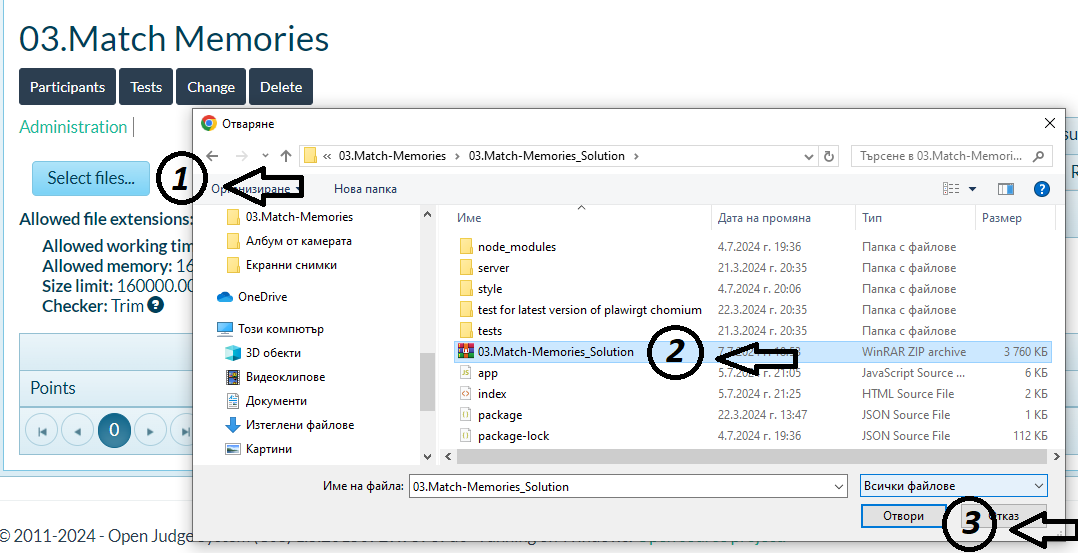 03.Match Memories
Participants Tests Change Delete
Administration
Select files...
1
Allowed file extensions:
Allowed working tim
Allowed memory: 16
Size limit: 160000.00
Checker: Trim ?
Points
0
© 2011-2024 - Open Judge
Отваряне
« 03.Match-Memories › 03.Match-Memories_Solution ›
Търсене в 03.Match-Memori...
Организиране
Нова папка
03.Match-Memories
Албум от камерата
Екранни снимки
OneDrive
Този компютър
3D обекти
Видеоклипове
Документи
Изтеглени файлове
Картини
Име Дата на промяна Тип Размер
node_modules 4.7.2024 г. 19:36 Папка с файлове
server 21.3.2024 г. 20:35 Папка с файлове
style 4.7.2024 г. 20:06 Папка с файлове
test for latest version of plawirgt chomium 22.3.2024 г. 20:35 Папка с файлове
tests 21.3.2024 г. 20:35 Папка с файлове
03.Match-Memories_Solution 2 WinRAR ZIP archive 3 760 КБ
app 5.7.2024 г. 21:05 JavaScript Source ... 6 КБ
index 5.7.2024 г. 21:25 HTML Source File 2 КБ
package 22.3.2024 г. 13:47 JSON Source File 1 КБ
package-lock 4.7.2024 г. 19:36 JSON Source File 112 КБ
Име на файла: 03.Match-Memories_Solution Всички файлове
Отвори 3 Отказ